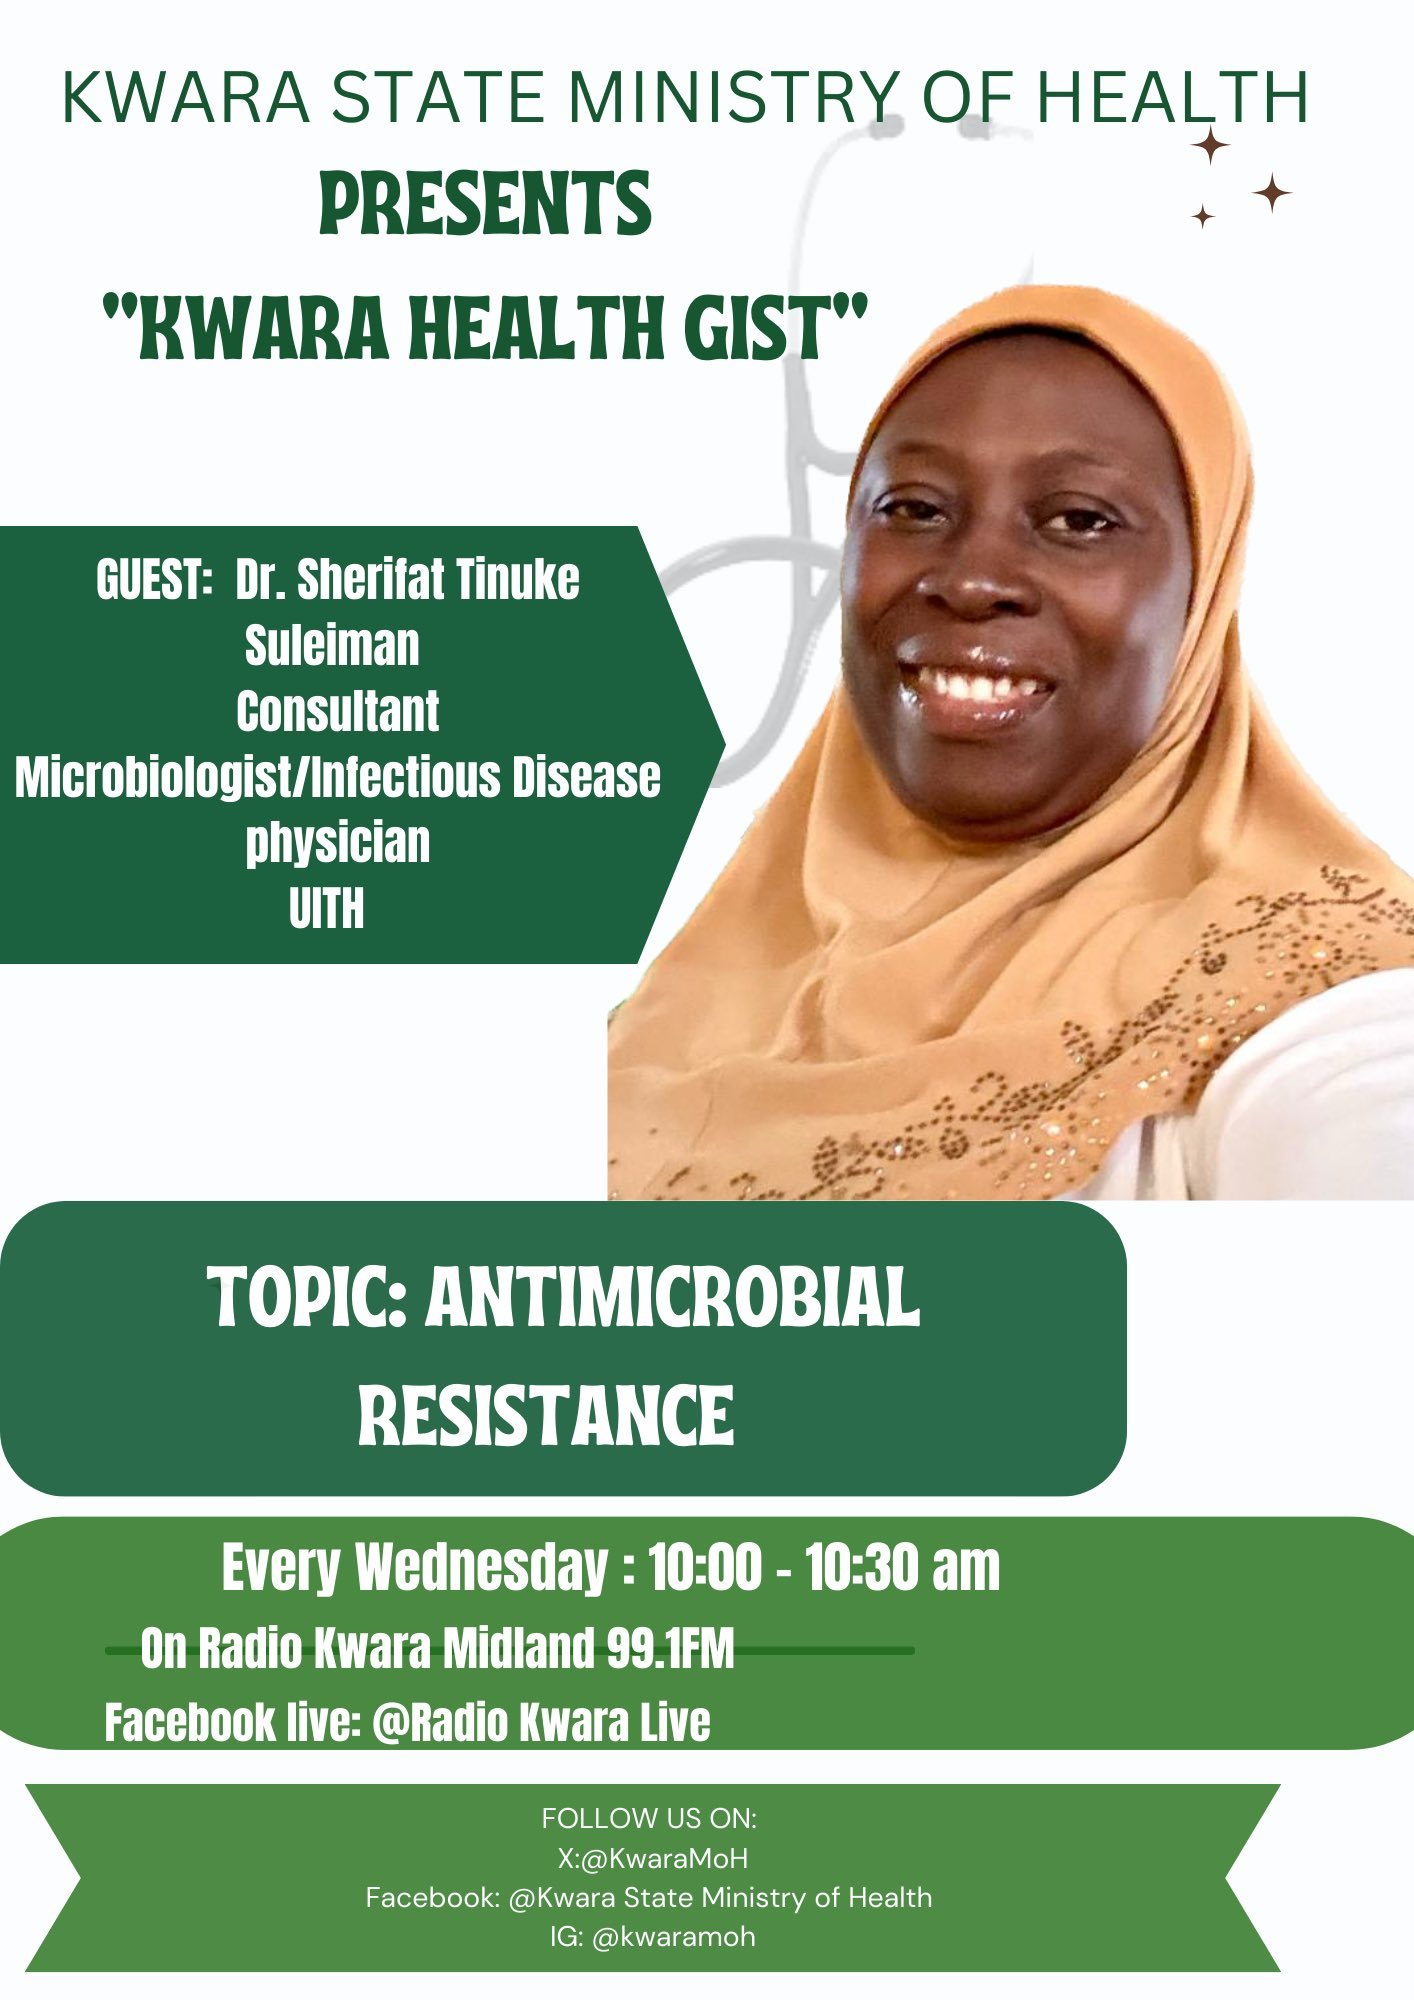 KWARA STATE MINISTRY OF HEALTH
PRESENTS
"KWARA HEALTH GIST"
GUEST: Dr. Sherifat Tinuke
Suleiman
Consultant
Microbiologist/Infectious Disease
physician
UITH
TOPIC: ANTIMICROBIAL
RESISTANCE
Every Wednesday : 10:00 - 10:30 am
On Radio Kwara Midland 99.1FM
Facebook live: @Radio Kwara Live
FOLLOW US ON:
X:@KwaraMoH
Facebook: @Kwara State Ministry of Health
IG: @kwaramoh